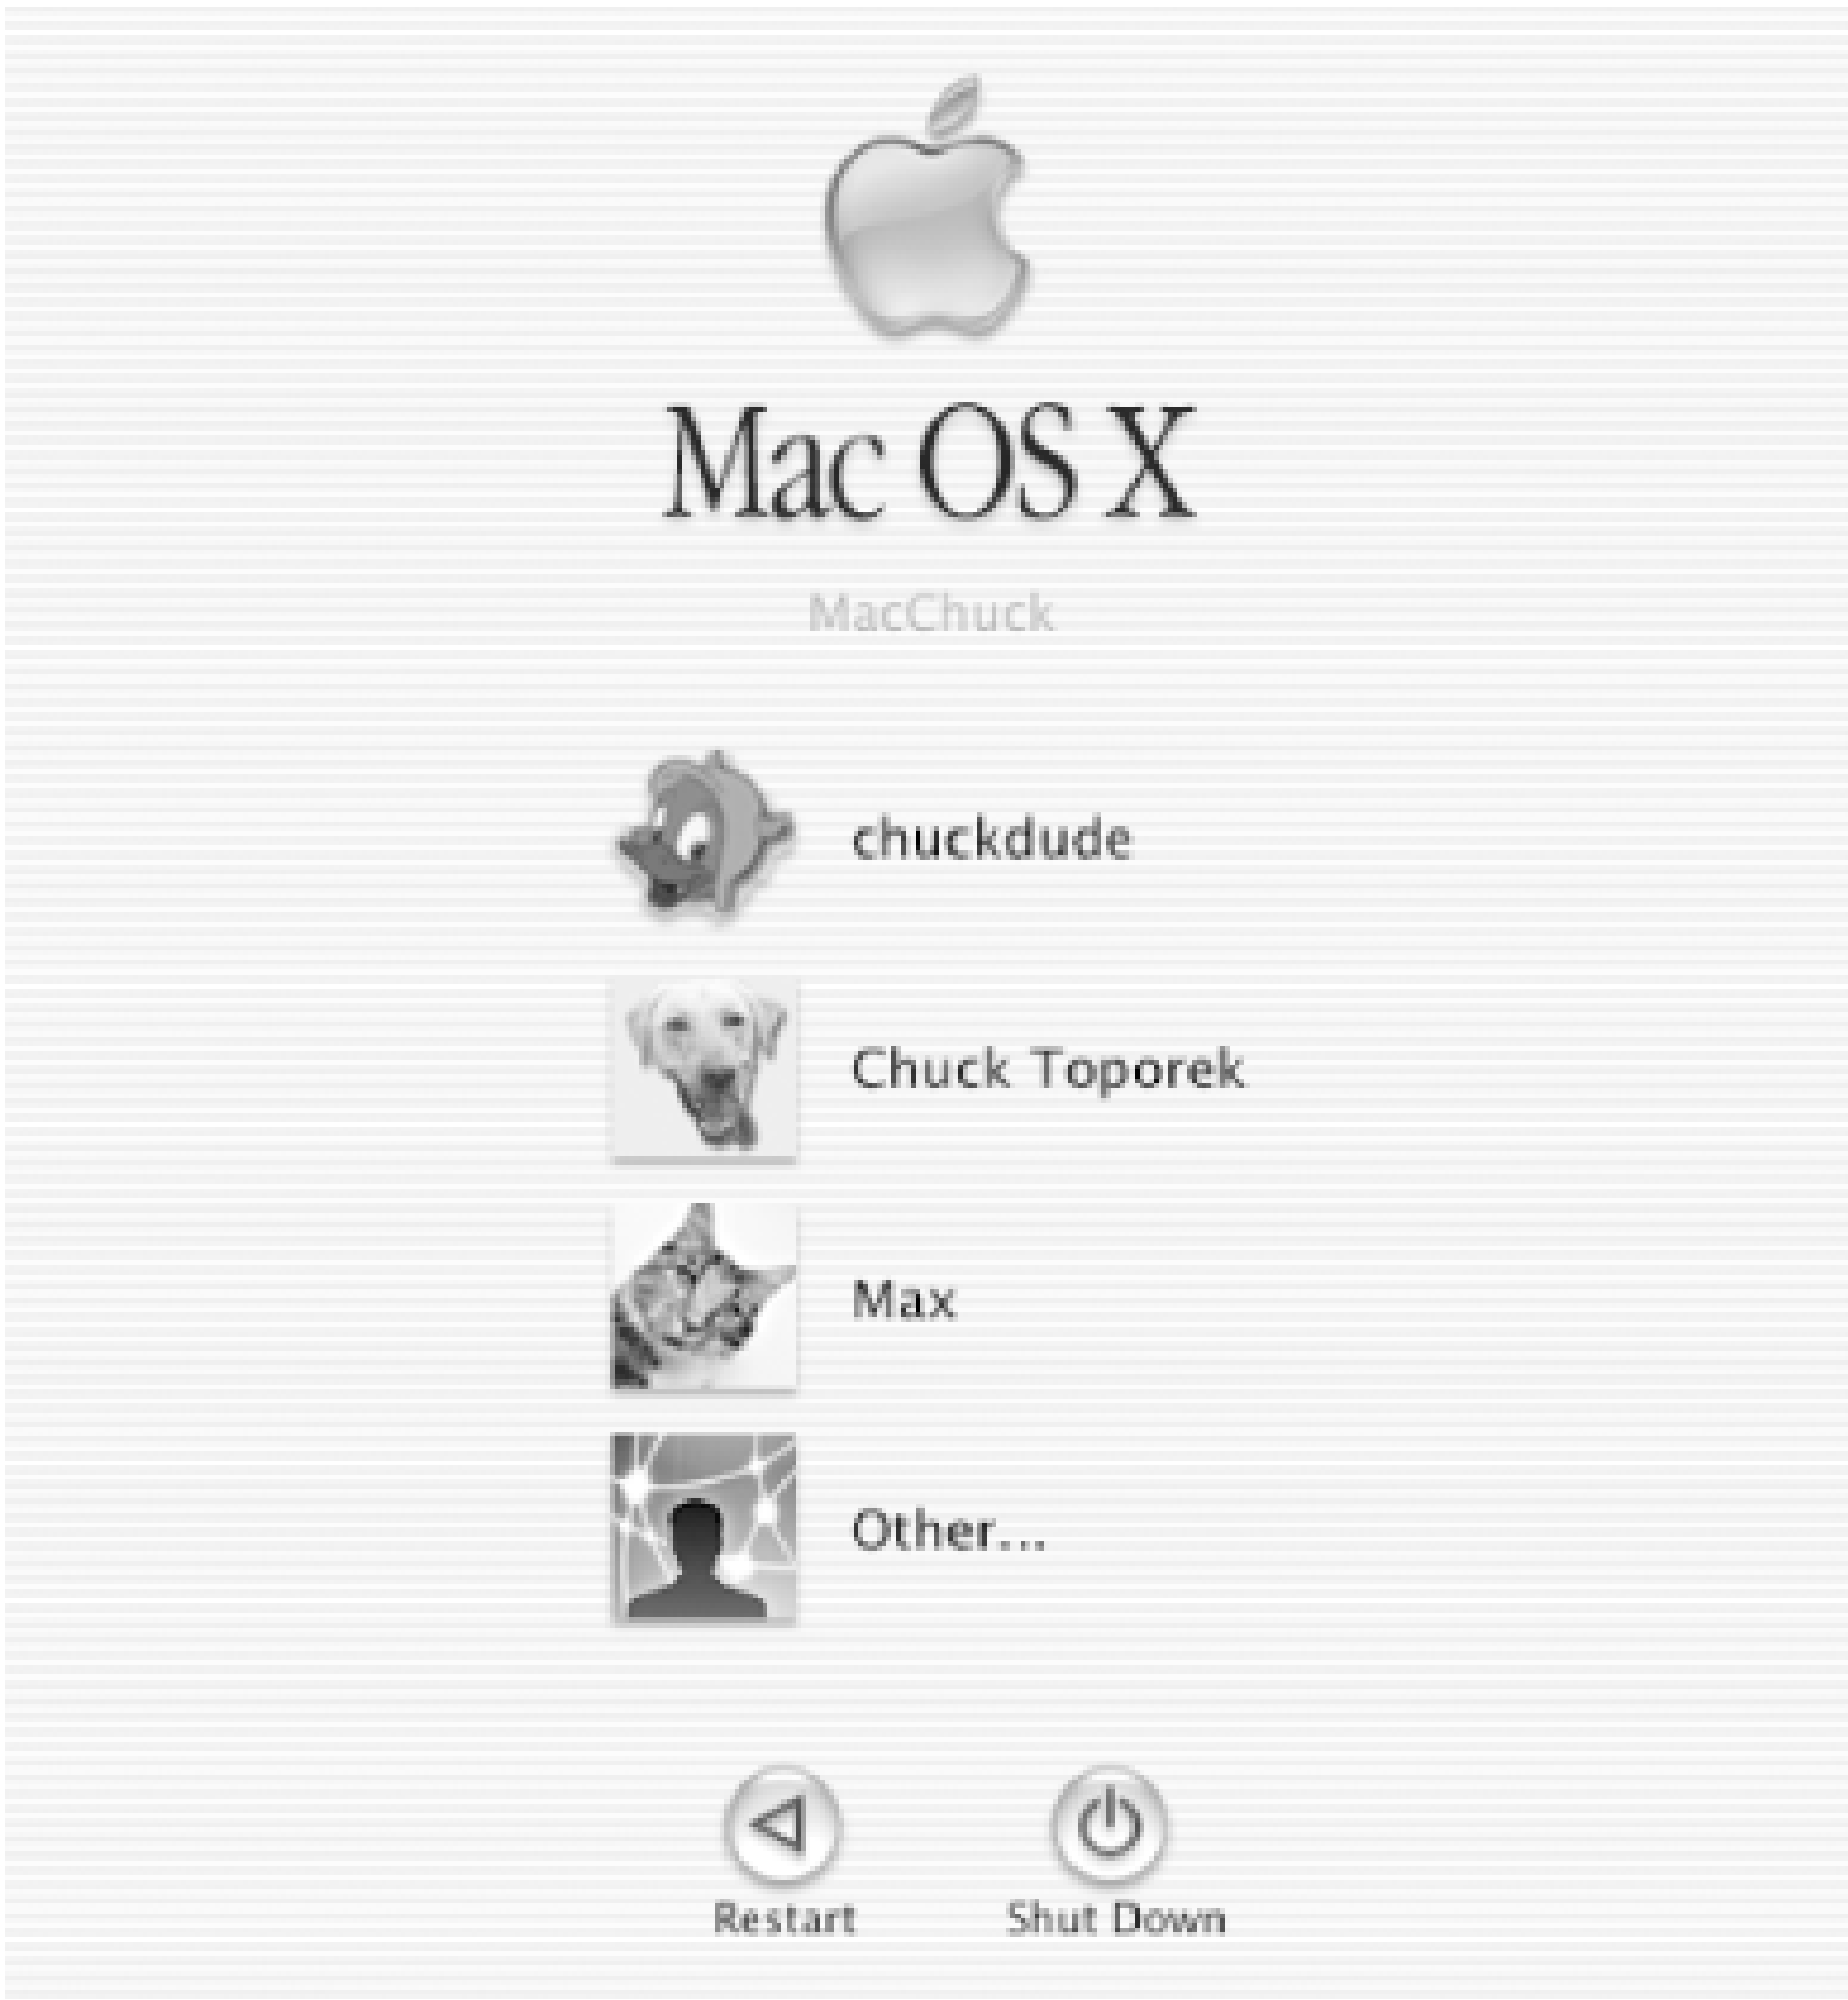 Mac OS X
MacChuck
chuckdude
Chuck Toporek
Max
Other...
Restart
Shut Down